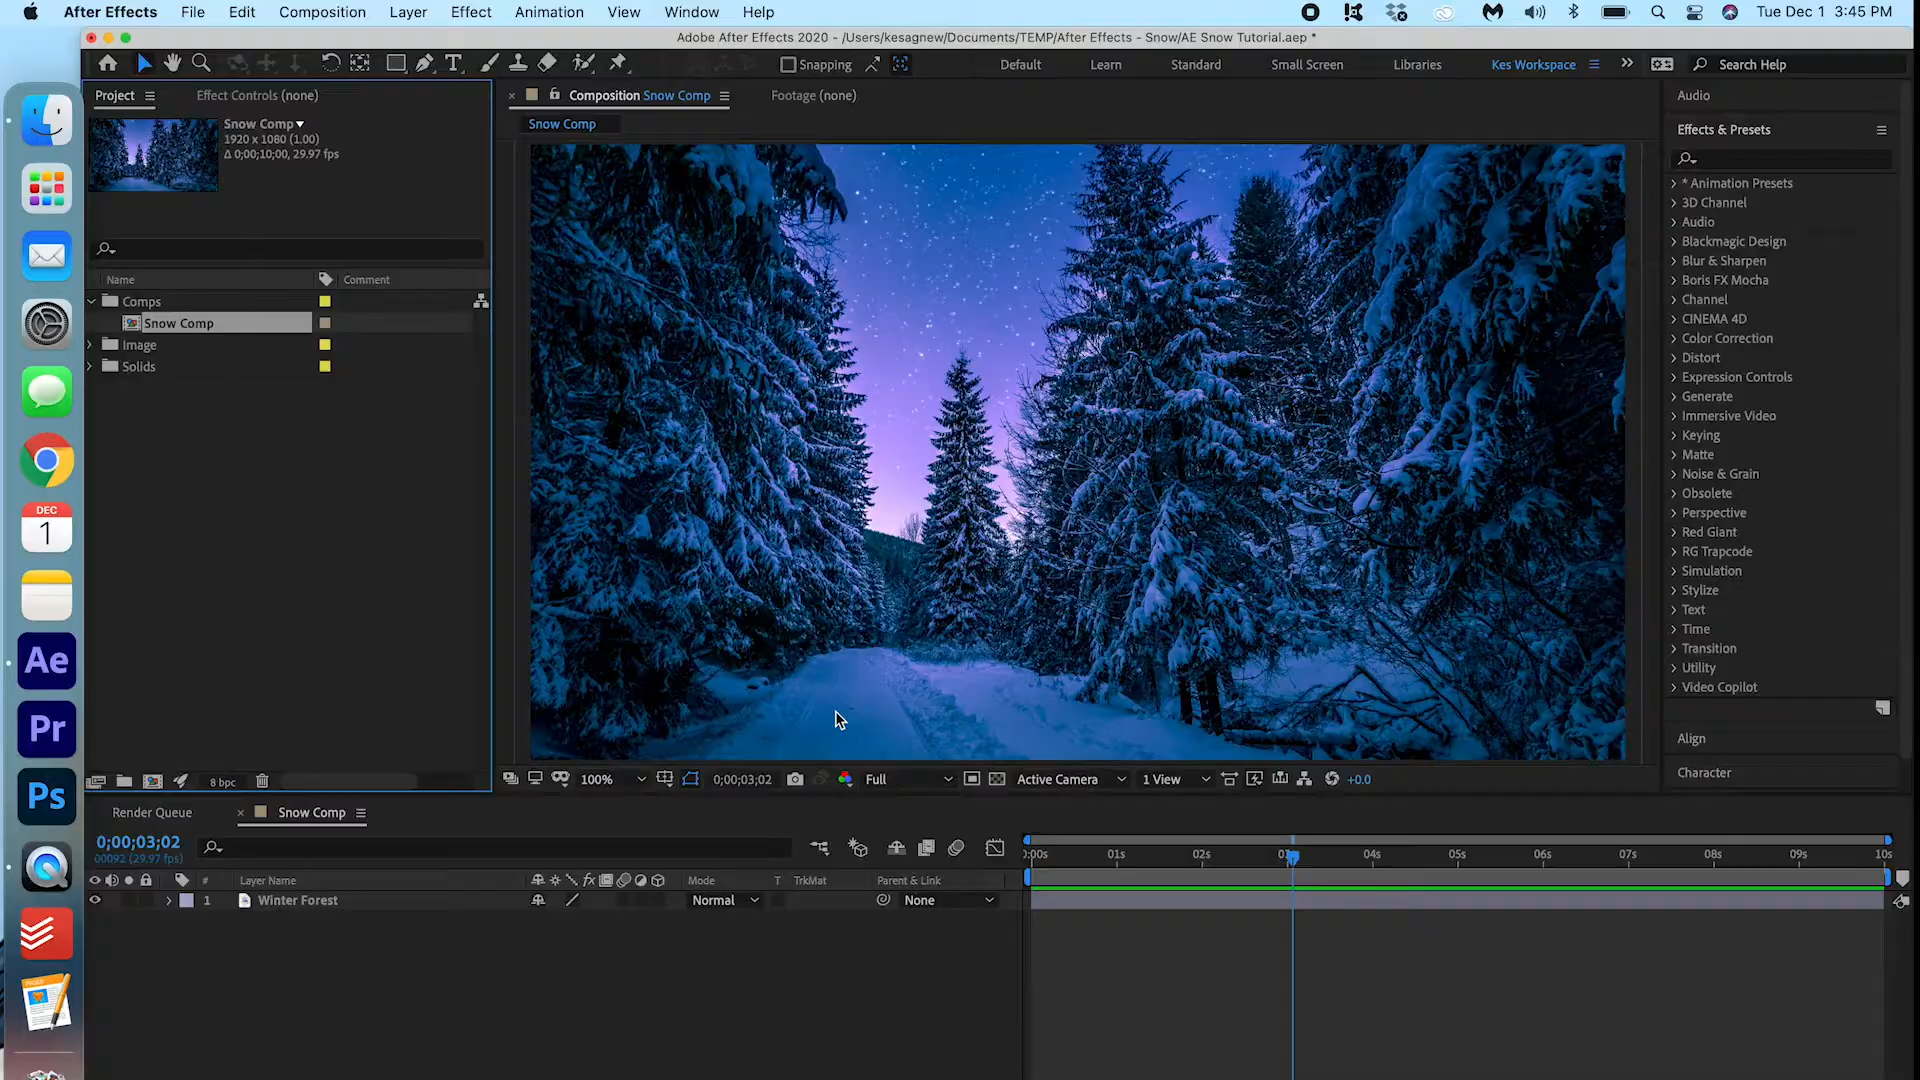 After Effects File Edit Composition Layer Effect Animation View Window Help Tue Dec 1 3:45 PM
Adobe After Effects 2020 - /Users/kesagnew/Documents/TEMP/After Effects - Snow/AE Snow Tutorial.aep *
Snapping Default Learn Standard Small Screen Libraries Kes Workspace Search Help
Project Effect Controls (none)
Composition Snow Comp Footage (none)
Snow Comp
Snow Comp
1920 x 1080 (1.00)
Δ 0;00;10;00, 29.97 fps
Name Comment
Comps
Snow Comp
Image
Solids
8 bpc
100% 0;00;03;02 Full Active Camera 1 View +0.0
Audio
Effects & Presets
* Animation Presets
3D Channel
Audio
Blackmagic Design
Blur & Sharpen
Boris FX Mocha
Channel
CINEMA 4D
Color Correction
Distort
Expression Controls
Generate
Immersive Video
Keying
Matte
Noise & Grain
Obsolete
Perspective
Red Giant
RG Trapcode
Simulation
Stylize
Text
Time
Transition
Utility
Video Copilot
Align
Character
DEC
1
Ae
Pr
Ps
Render Queue Snow Comp
0;00;03;02
00092 (29.97 fps)
# Layer Name fx Mode T TrkMat Parent & Link
1 Winter Forest Normal None
:00s 01s 02s 03s 04s 05s 06s 07s 08s 09s 10s